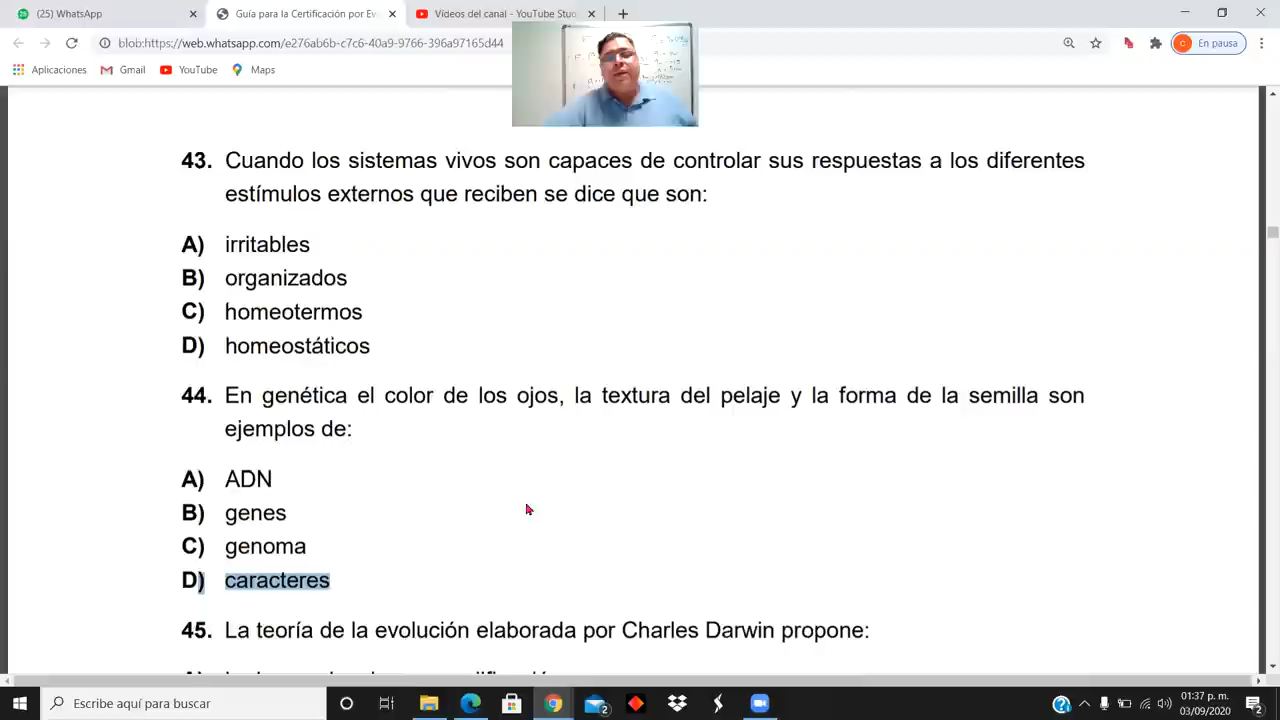 (25) WhatsApp
Guía para la Certificación por Ev
Vídeos del canal - YouTube Stu
blob:https://web.whatsapp.com/e276ab6b-c7c6-40a9-9766-396a97165d44
En pausa
Aplicaciones
Gmail
YouTube
Maps
43. Cuando los sistemas vivos son capaces de controlar sus respuestas a los diferentes
estímulos externos que reciben se dice que son:
A) irritables
B) organizados
C) homeotermos
D) homeostáticos
44. En genética el color de los ojos, la textura del pelaje y la forma de la semilla son
ejemplos de:
A) ADN
B) genes
C) genoma
D) caracteres
45. La teoría de la evolución elaborada por Charles Darwin propone:
Escribe aquí para buscar
01:37 p. m.
03/09/2020